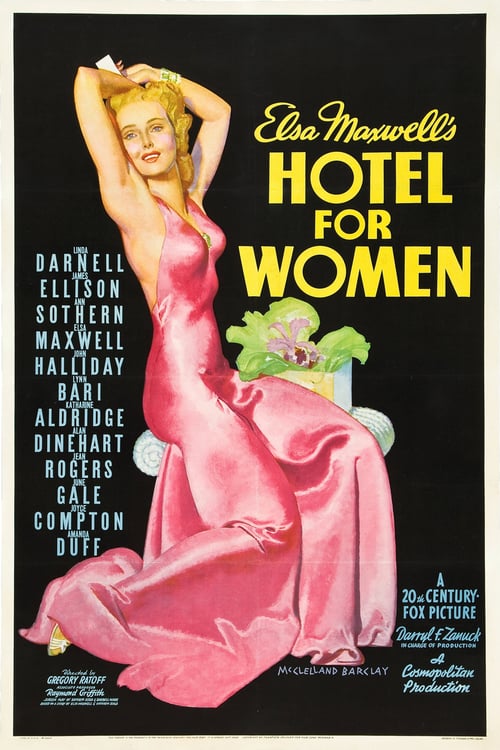 Elsa Maxwell's
HOTEL
FOR
WOMEN
LINDA
DARNELL
JAMES
ELLISON
ANN
SOTHERN
ELSA
MAXWELL
JOHN
HALLIDAY
LYNN
BARI
KATHARINE
ALDRIDGE
ALAN
DINEHART
JEAN
ROGERS
JUNE
GALE
JOYCE
COMPTON
AMANDA
DUFF
A
20th CENTURY-
FOX PICTURE
Darryl F. Zanuck
IN CHARGE OF PRODUCTION
A
Cosmopolitan
Production
McCLELLAND BARCLAY
Directed by
GREGORY RATOFF
ASSOCIATE PRODUCER
Raymond Griffith